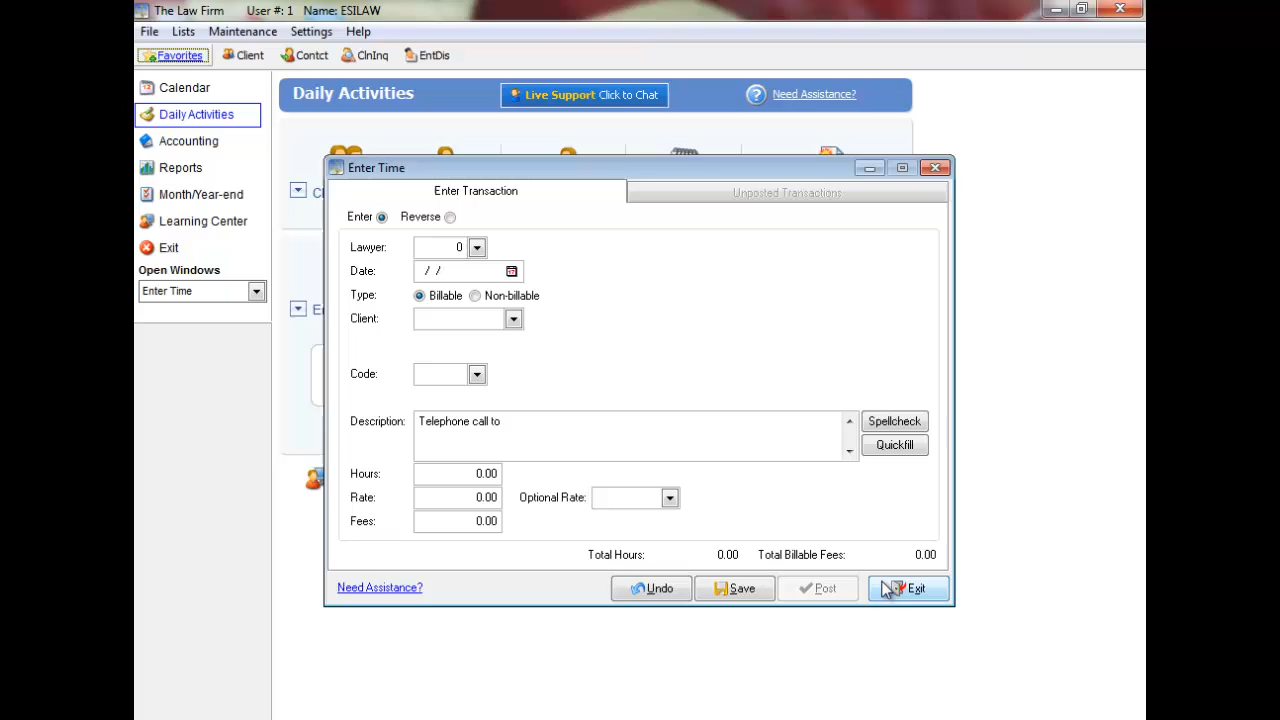 The Law Firm User #: 1 Name: ESILAW
File Lists Maintenance Settings Help
Favorites Client Contct ClnInq EntDis
Calendar
Daily Activities
Accounting
Reports
Month/Year-end
Learning Center
Exit
Open Windows
Enter Time
Daily Activities
Live Support Click to Chat
Need Assistance?
Enter Time
Enter Transaction Unposted Transactions
Enter Reverse
Lawyer: 0
Date: / /
Type: Billable Non-billable
Client:
Code:
Description: Telephone call to
Spellcheck
Quickfill
Hours: 0.00
Rate: 0.00 Optional Rate:
Fees: 0.00
Total Hours: 0.00 Total Billable Fees: 0.00
Need Assistance? Undo Save Post Exit